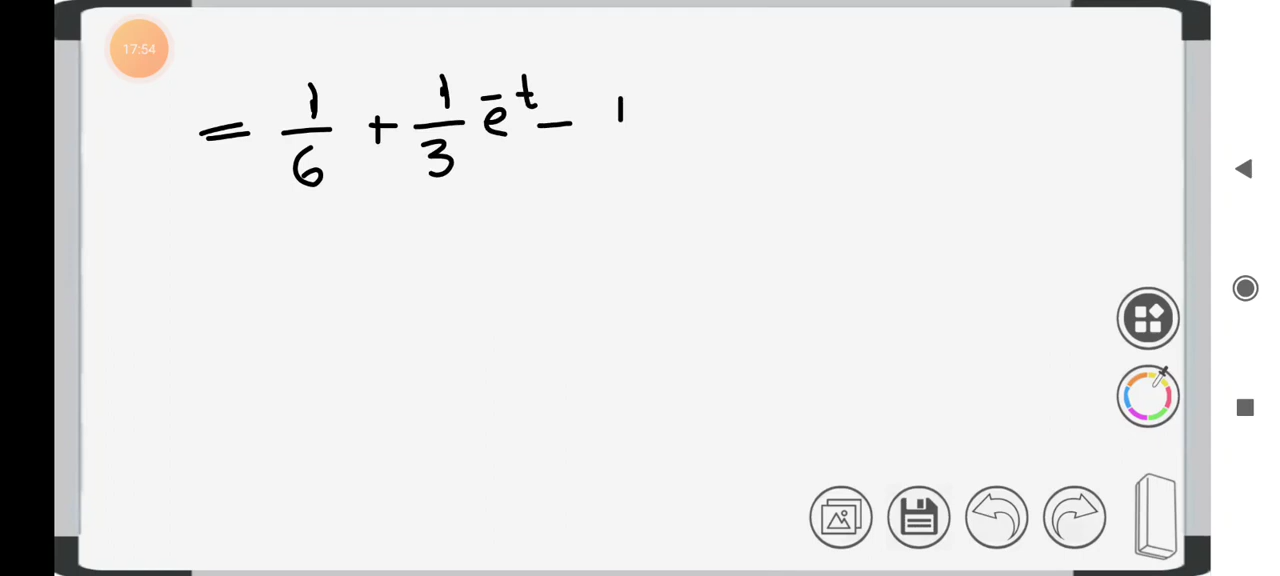 17:54
= 1/6 + 1/3 e^-t - 1